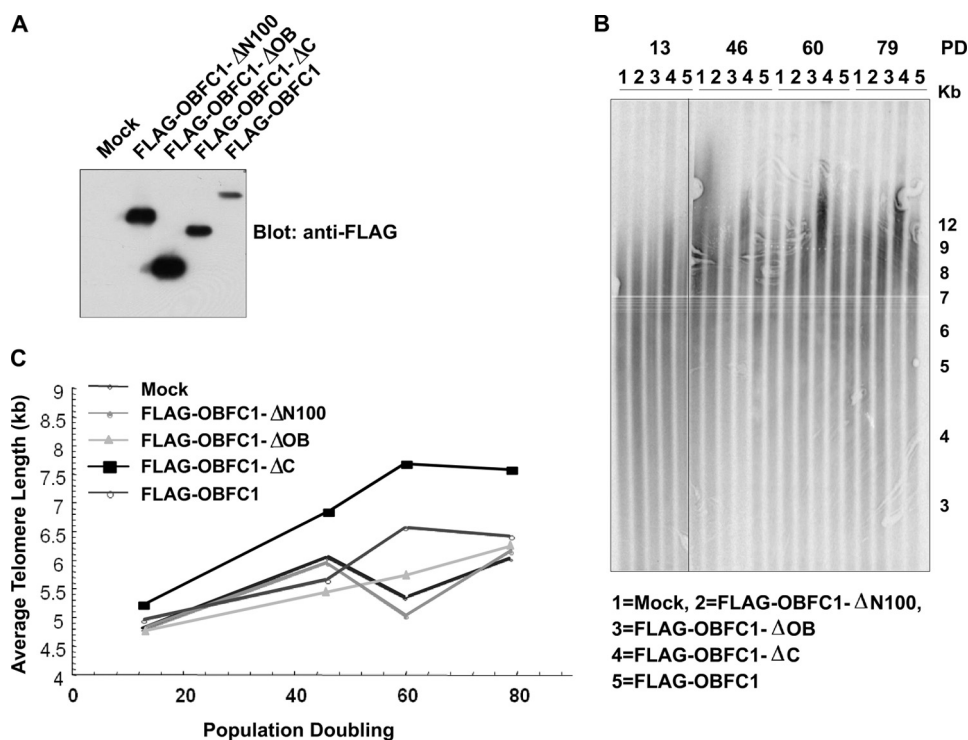 A
Mock
FLAG-OBFC1-ΔN100
FLAG-OBFC1-ΔOB
FLAG-OBFC1-ΔC
FLAG-OBFC1
Blot: anti-FLAG
B
13 46 60 79 PD
1 2 3 4 5 1 2 3 4 5 1 2 3 4 5 1 2 3 4 5
Kb
12
9
8
7
6
5
4
3
1=Mock, 2=FLAG-OBFC1-ΔN100,
3=FLAG-OBFC1-ΔOB
4=FLAG-OBFC1-ΔC
5=FLAG-OBFC1
C
Average Telomere Length (kb)
9
8.5
8
7.5
7
6.5
6
5.5
5
4.5
4
Mock
FLAG-OBFC1-ΔN100
FLAG-OBFC1-ΔOB
FLAG-OBFC1-ΔC
FLAG-OBFC1
0 20 40 60 80
Population Doubling